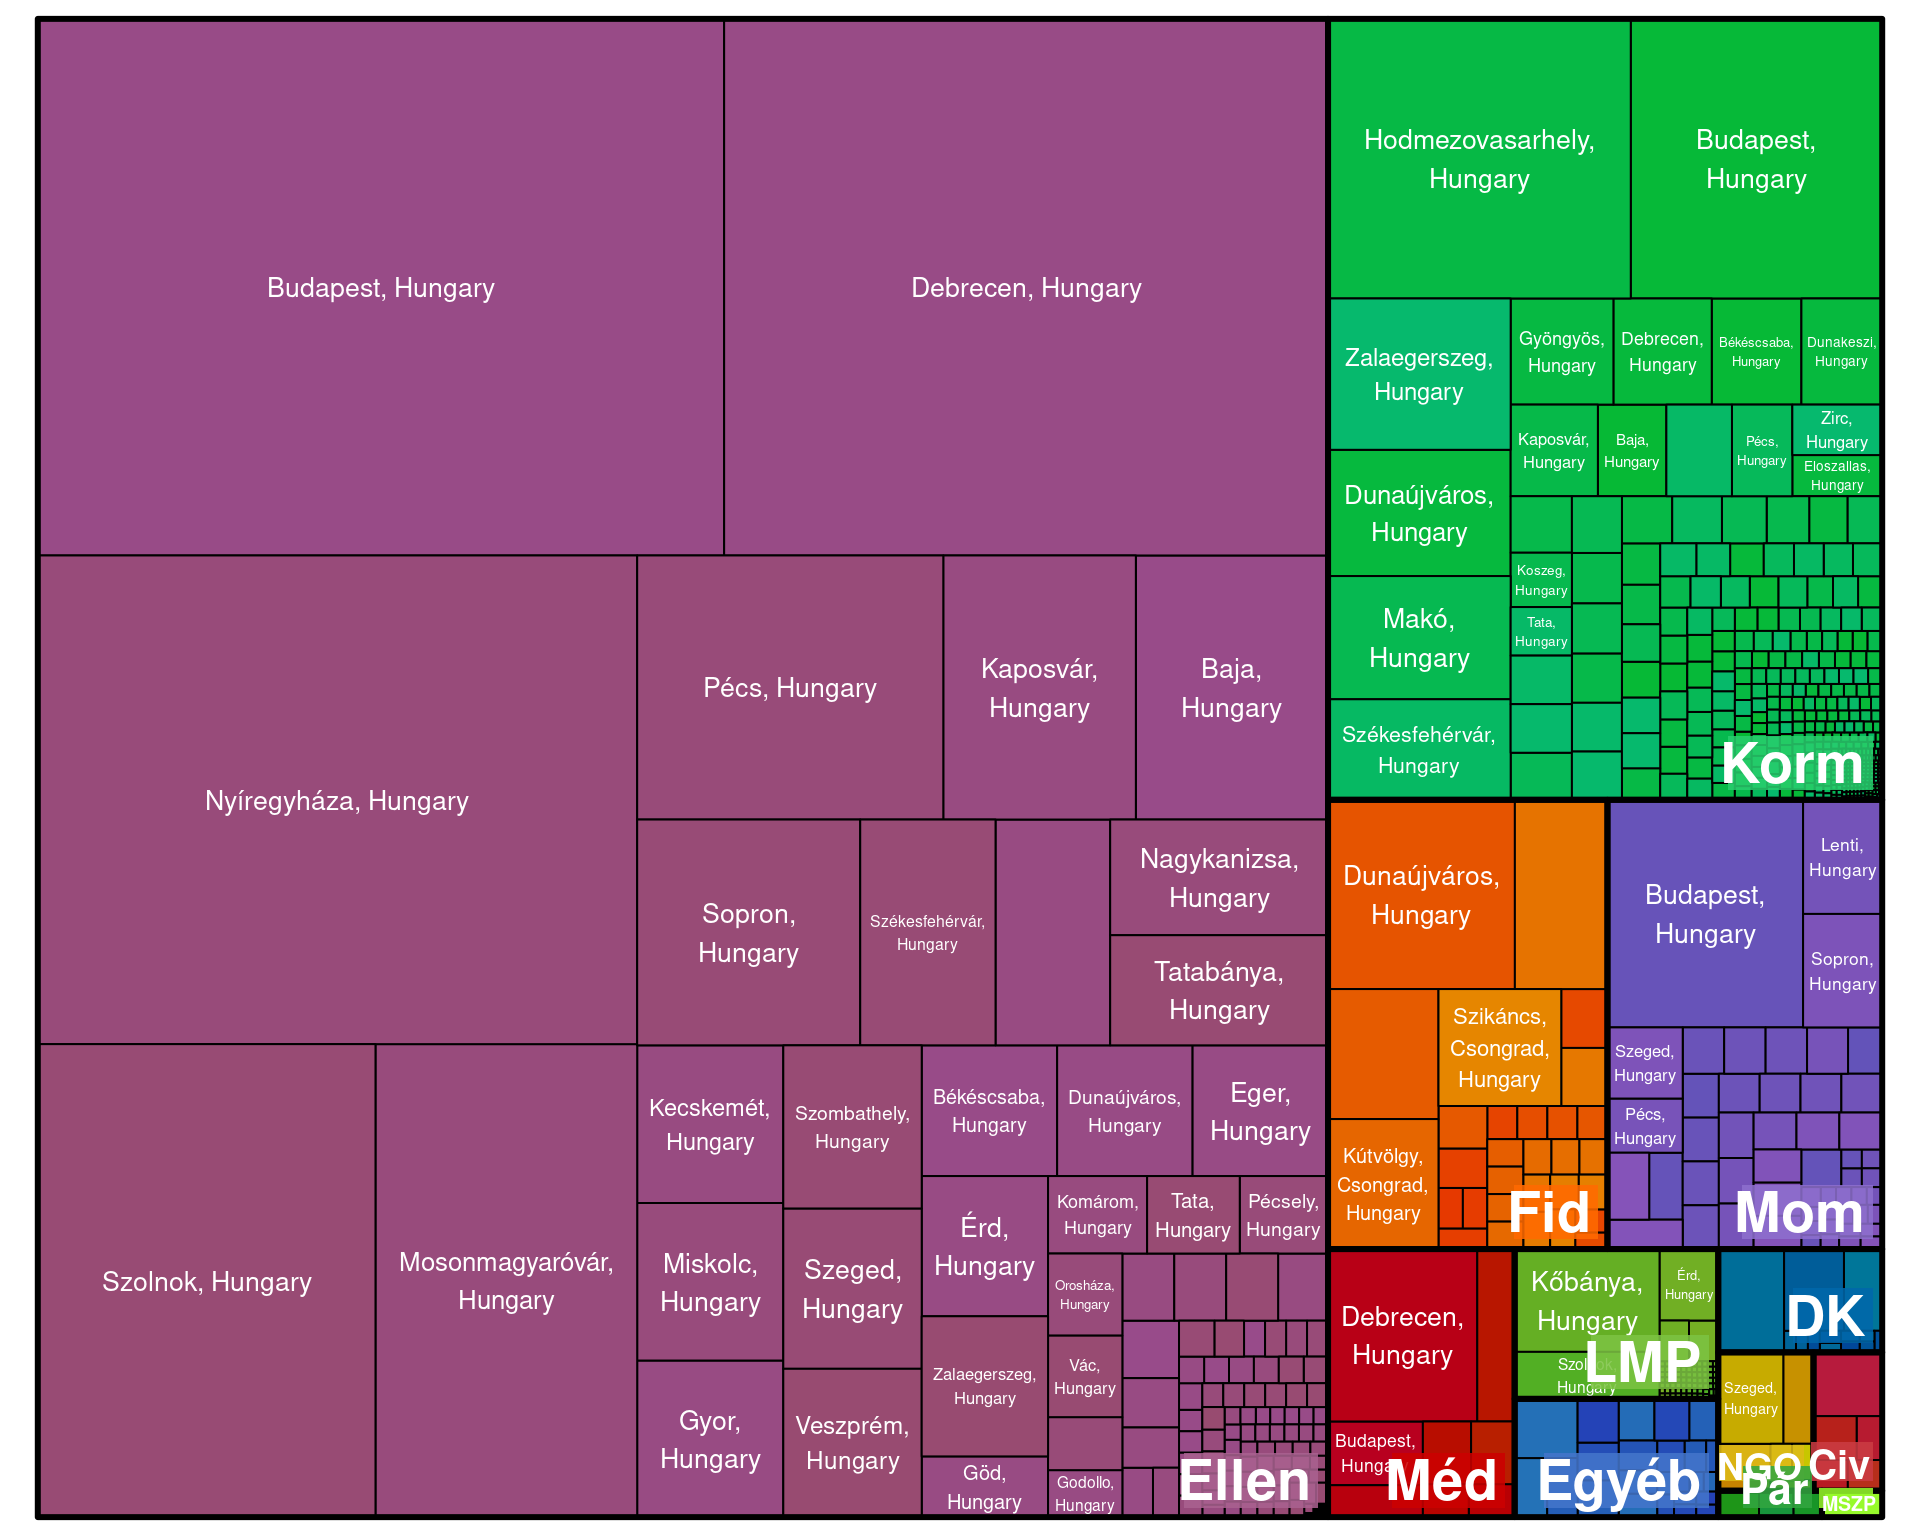 Budapest, Hungary
Debrecen, Hungary
Nyíregyháza, Hungary
Pécs, Hungary
Kaposvár,
Hungary
Baja,
Hungary
Sopron,
Hungary
Székesfehérvár,
Hungary
Nagykanizsa,
Hungary
Tatabánya,
Hungary
Szolnok, Hungary
Mosonmagyaróvár,
Hungary
Kecskemét,
Hungary
Szombathely,
Hungary
Békéscsaba,
Hungary
Dunaújváros,
Hungary
Eger,
Hungary
Miskolc,
Hungary
Szeged,
Hungary
Érd,
Hungary
Komárom,
Hungary
Tata,
Hungary
Pécsely,
Hungary
Orosháza,
Hungary
Gyor,
Hungary
Veszprém,
Hungary
Zalaegerszeg,
Hungary
Vác,
Hungary
Göd,
Hungary
Godollo,
Hungary
Ellen
Hodmezovasarhely,
Hungary
Budapest,
Hungary
Zalaegerszeg,
Hungary
Gyöngyös,
Hungary
Debrecen,
Hungary
Békéscsaba,
Hungary
Dunakeszi,
Hungary
Kaposvár,
Hungary
Baja,
Hungary
Pécs,
Hungary
Zirc,
Hungary
Eloszallas,
Hungary
Dunaújváros,
Hungary
Koszeg,
Hungary
Tata,
Hungary
Makó,
Hungary
Székesfehérvár,
Hungary
Korm
Dunaújváros,
Hungary
Szikáncs,
Csongrad,
Hungary
Kútvölgy,
Csongrad,
Hungary
Fid
Budapest,
Hungary
Lenti,
Hungary
Sopron,
Hungary
Szeged,
Hungary
Pécs,
Hungary
Mom
Debrecen,
Hungary
Budapest,
Hungary
Méd
Kőbánya,
Hungary
Érd,
Hungary
Szolnok,
Hungary
LMP
DK
Egyéb
Szeged,
Hungary
NGO
Civ
Pár
MSZP